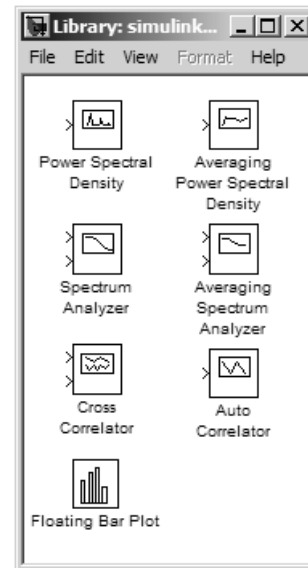 Library: simulink...
File Edit View Format Help
Power Spectral
Density
Averaging
Power Spectral
Density
Spectrum
Analyzer
Averaging
Spectrum
Analyzer
Cross
Correlator
Auto
Correlator
Floating Bar Plot